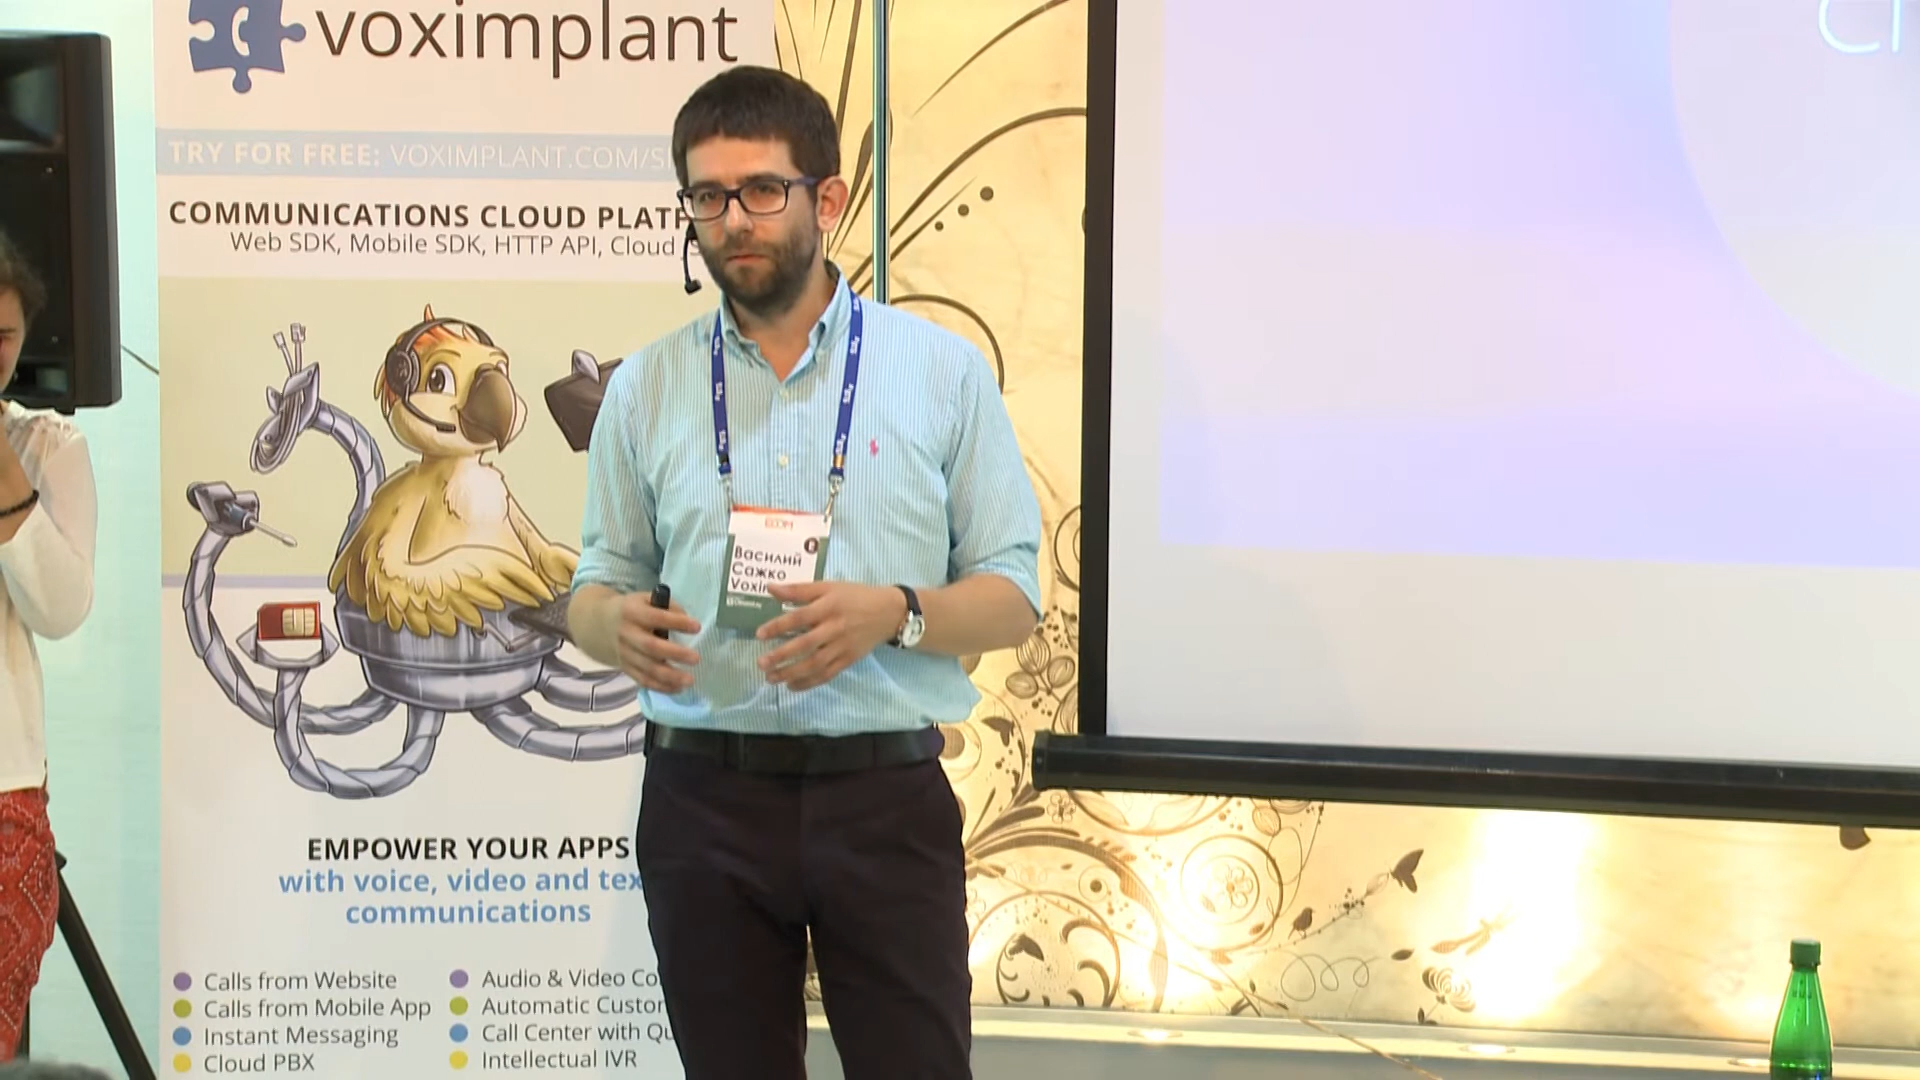 voximplant
TRY FOR FREE: VOXIMPLANT.COM/SI
COMMUNICATIONS CLOUD PLATF
Web SDK, Mobile SDK, HTTP API, Cloud
Василий
Сажко
Voxim
EMPOWER YOUR APPS
with voice, video and tex
communications
Calls from Website
Calls from Mobile App
Instant Messaging
Cloud PBX
Audio & Video Co
Automatic Custom
Call Center with Qu
Intellectual IVR